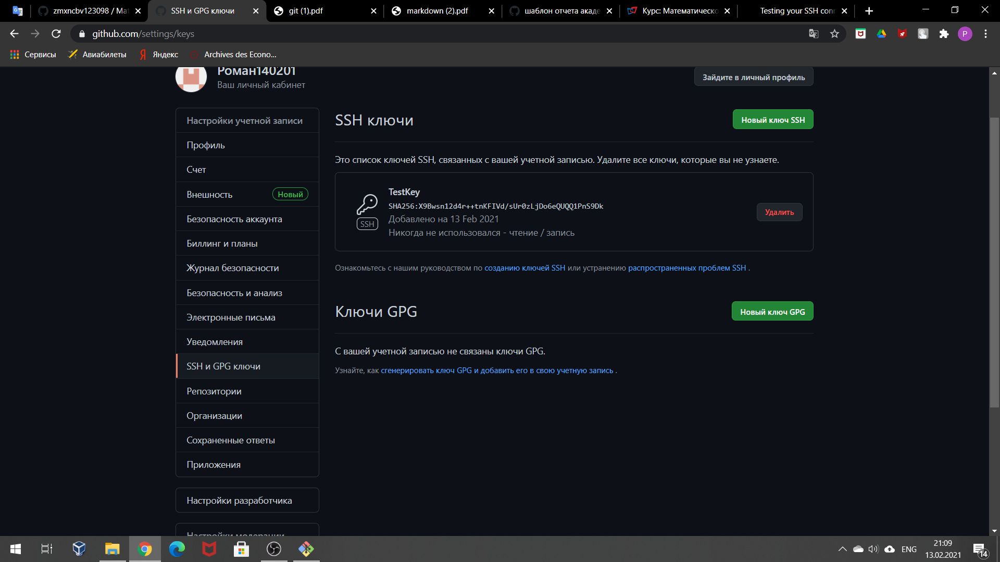 zmxncbv123098 / Mat
SSH и GPG ключи
git (1).pdf
markdown (2).pdf
шаблон отчета акаде
Курс: Математическо
Testing your SSH conn
github.com/settings/keys
P
Сервисы
Авиабилеты
Яндекс
Archives des Econo...
Роман140201
Ваш личный кабинет
Зайдите в личный профиль
Настройки учетной записи
Профиль
Счет
Внешность
Новый
Безопасность аккаунта
Биллинг и планы
Журнал безопасности
Безопасность и анализ
Электронные письма
Уведомления
SSH и GPG ключи
Репозитории
Организации
Сохраненные ответы
Приложения
Настройки разработчика
Настройки модерации
SSH ключи
Новый ключ SSH
Это список ключей SSH, связанных с вашей учетной записью. Удалите все ключи, которые вы не узнаете.
SSH
TestKey
SHA256:X9Bwsn12d4r++tnKFIVd/sUr0zLjDo6eQUQQ1PnS9Dk
Добавлено на 13 Feb 2021
Никогда не использовался - чтение / запись
Удалить
Ознакомьтесь с нашим руководством по созданию ключей SSH или устранению распространенных проблем SSH .
Ключи GPG
Новый ключ GPG
С вашей учетной записью не связаны ключи GPG.
Узнайте, как сгенерировать ключ GPG и добавить его в свою учетную запись .
ENG
21:09
13.02.2021
14